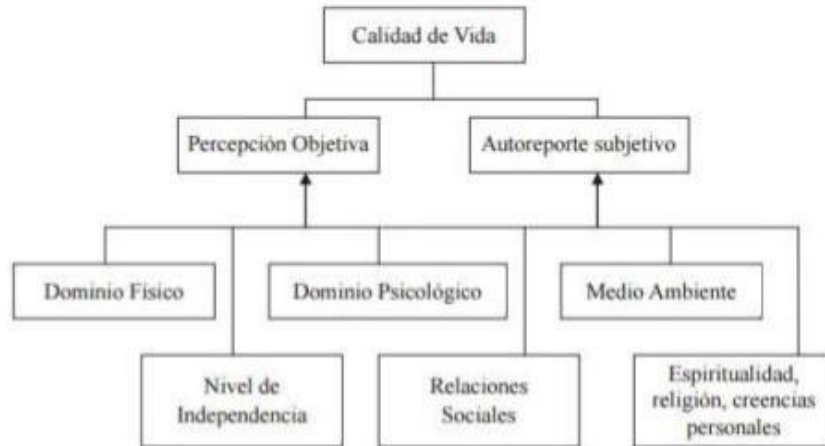 Calidad de Vida
Percepción Objetiva
Autoreporte subjetivo
Dominio Físico
Dominio Psicológico
Medio Ambiente
Nivel de
Independencia
Relaciones
Sociales
Espiritualidad,
religión, creencias
personales